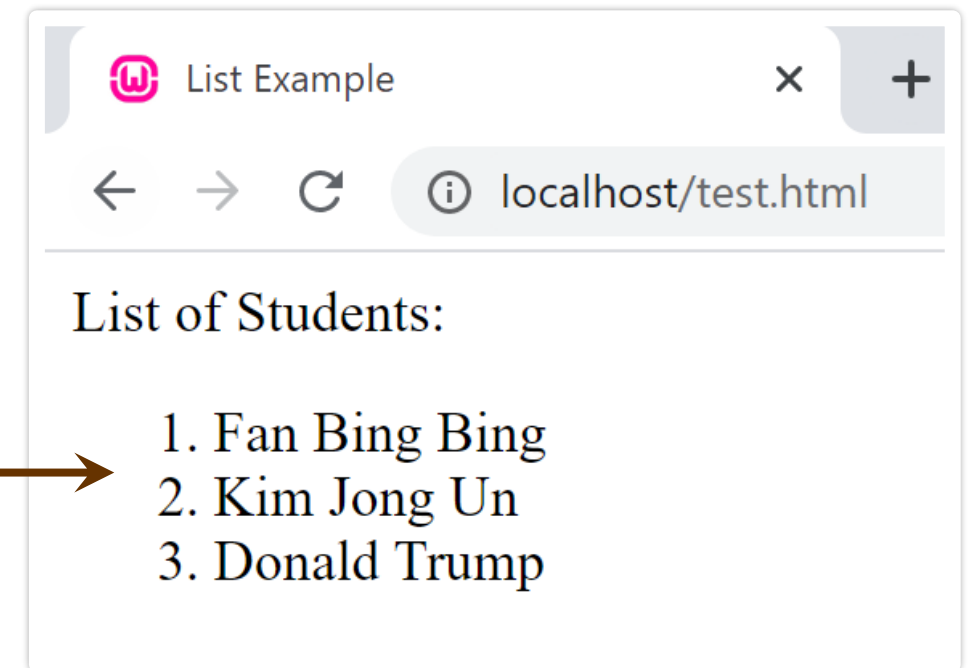 List Example
localhost/test.html
List of Students:
1. Fan Bing Bing
2. Kim Jong Un
3. Donald Trump